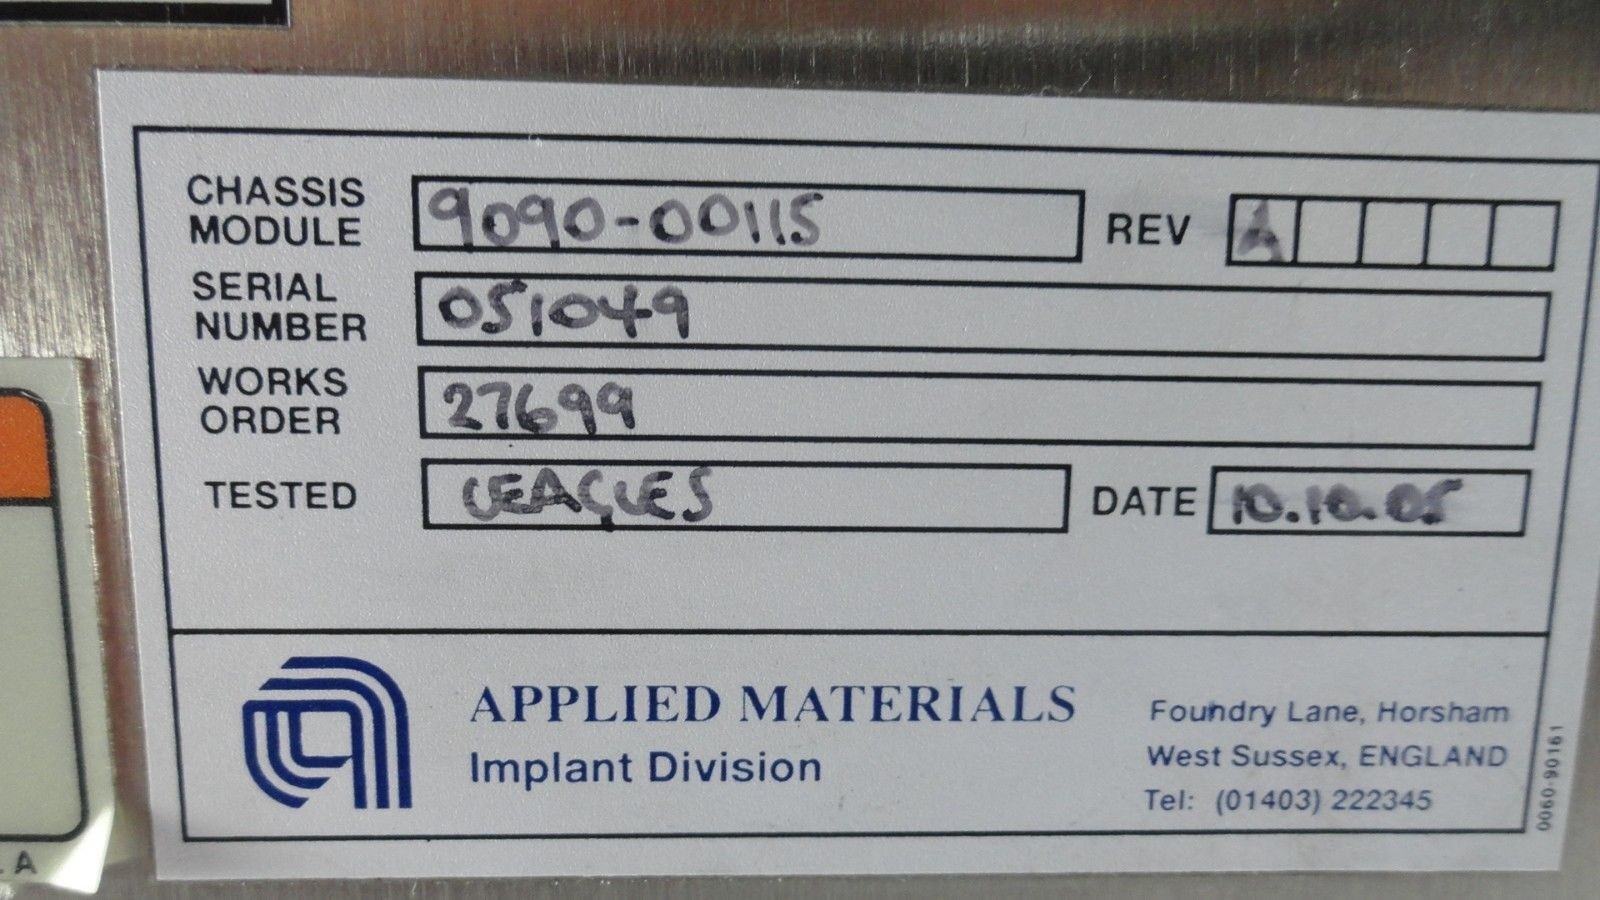 CHASSIS MODULE 9090-00115 REV A
SERIAL NUMBER 051049
WORKS ORDER 27699
TESTED DATE 10.10.05
APPLIED MATERIALS
Implant Division
Foundry Lane, Horsham
West Sussex, ENGLAND
Tel: (01403) 222345
0060-90161
A